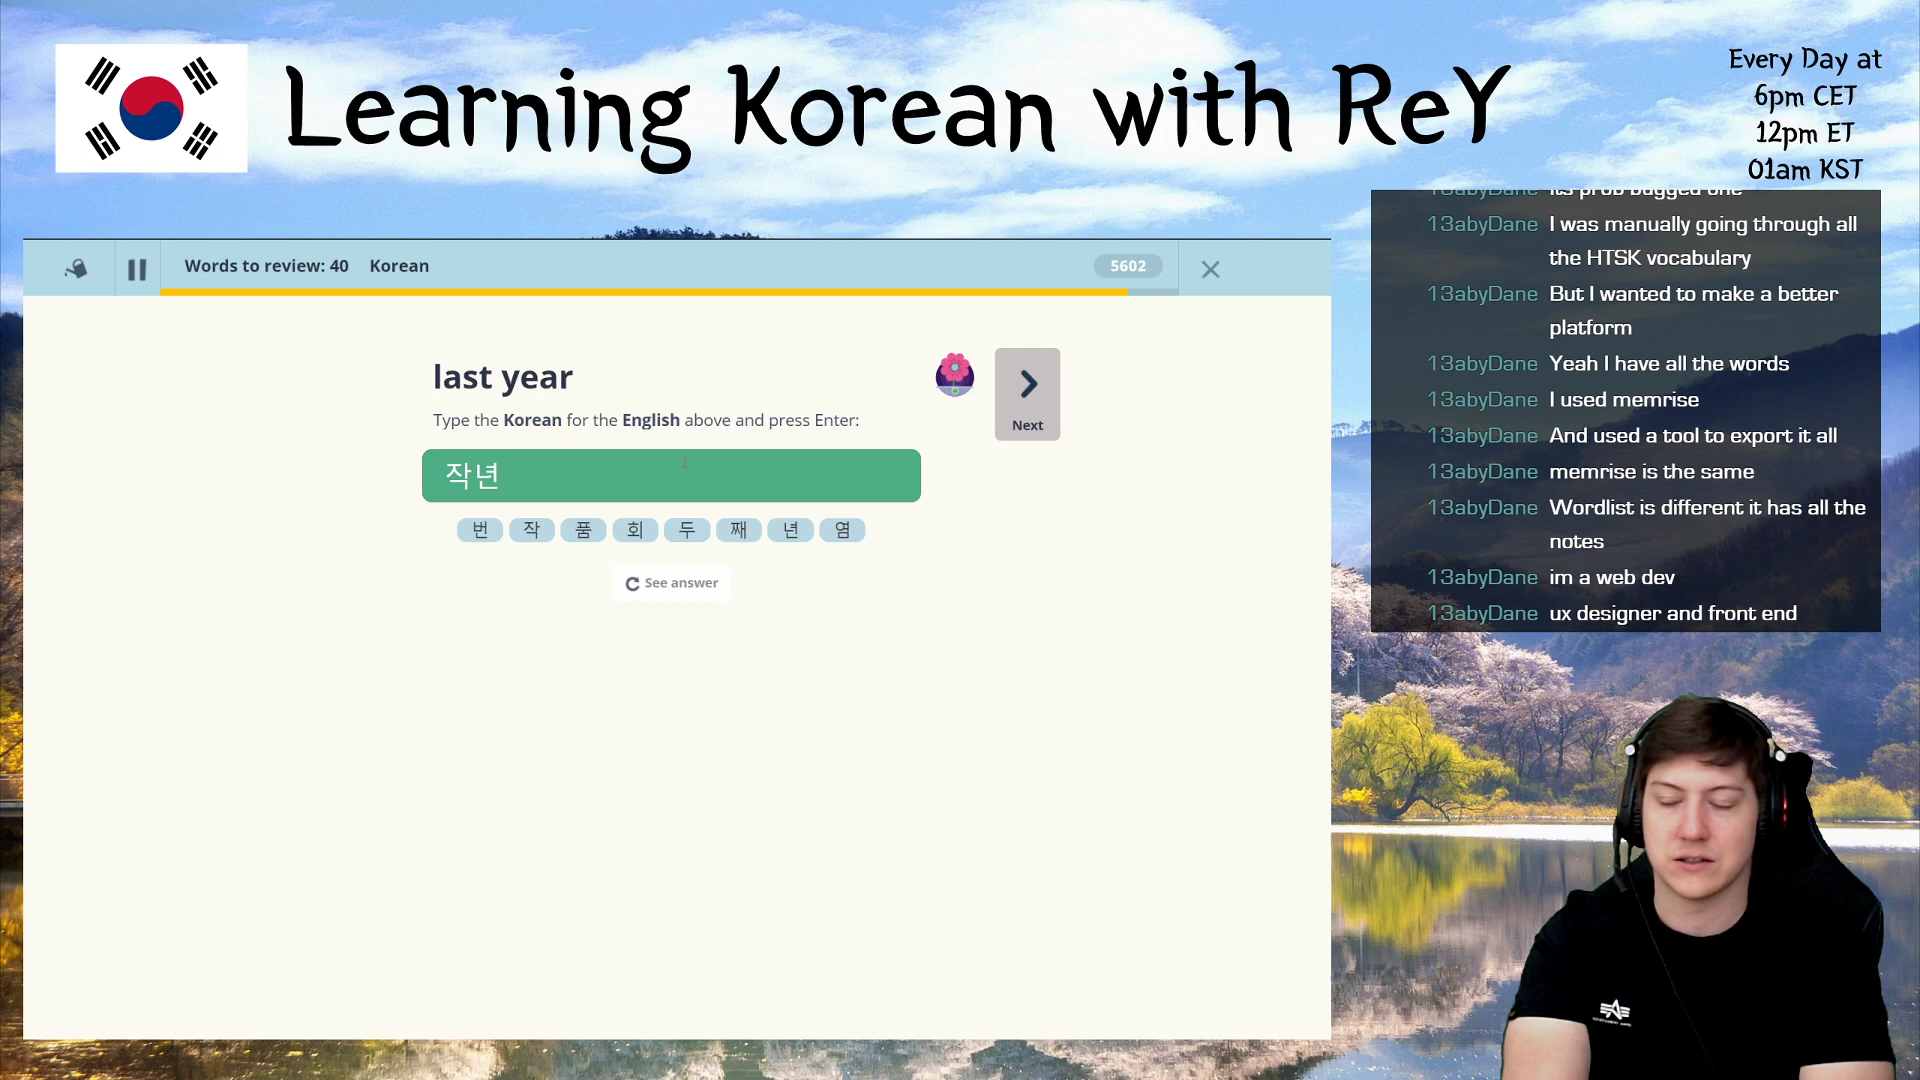 Learning Korean with ReY
Every Day at
6pm CET
12pm ET
01am KST
13abyDane its prob bugged one
13abyDane I was manually going through all
the HTSK vocabulary
13abyDane But I wanted to make a better
platform
13abyDane Yeah I have all the words
13abyDane I used memrise
13abyDane And used a tool to export it all
13abyDane memrise is the same
13abyDane Wordlist is different it has all the
notes
13abyDane im a web dev
13abyDane ux designer and front end
Words to review: 40 Korean
5602
last year
Type the Korean for the English above and press Enter:
Next
작년
번 작 품 회 두 째 년 염
See answer